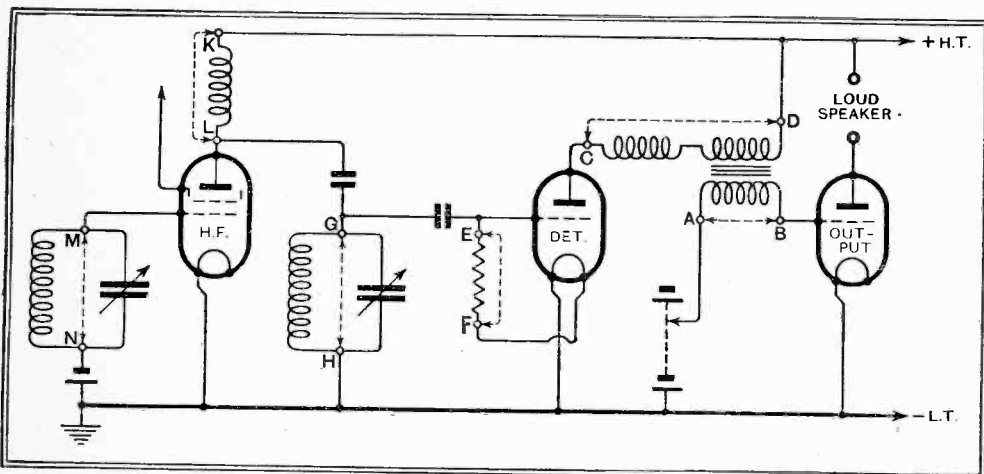 K
+ H.T.
L
LOUD
SPEAKER
D
C
M
G
H.F.
E
DET.
A
B
OUT-
PUT
N
F
H
- L.T.